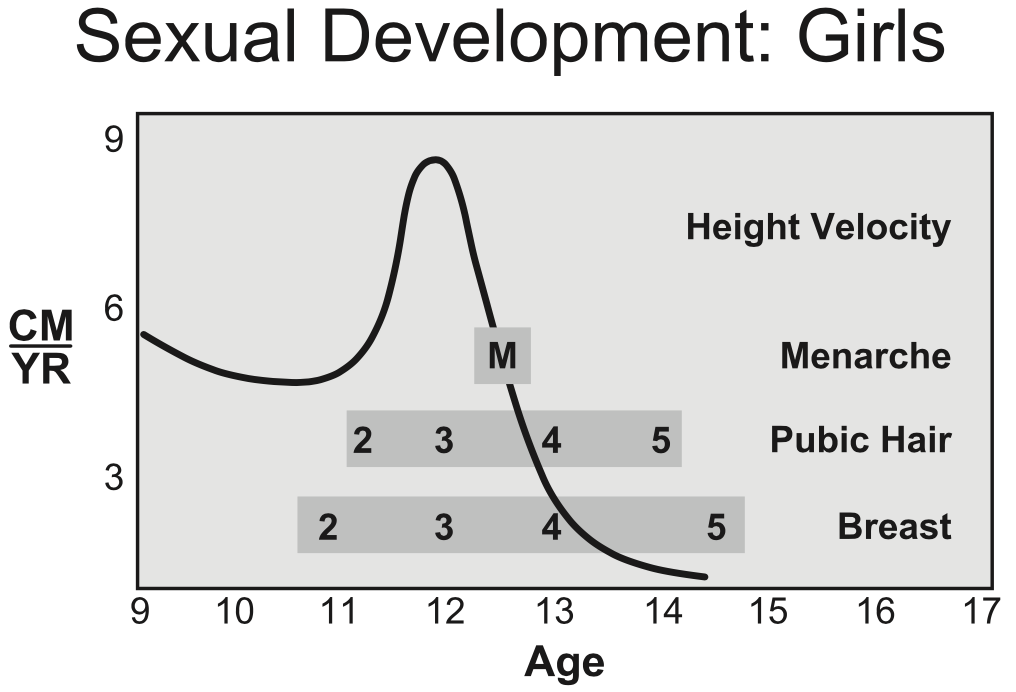 Sexual Development: Girls
9
Height Velocity
6
CM
YR
M
Menarche
2 3 4 5 Pubic Hair
3
2 3 4 5 Breast
9 10 11 12 13 14 15 16 17
Age